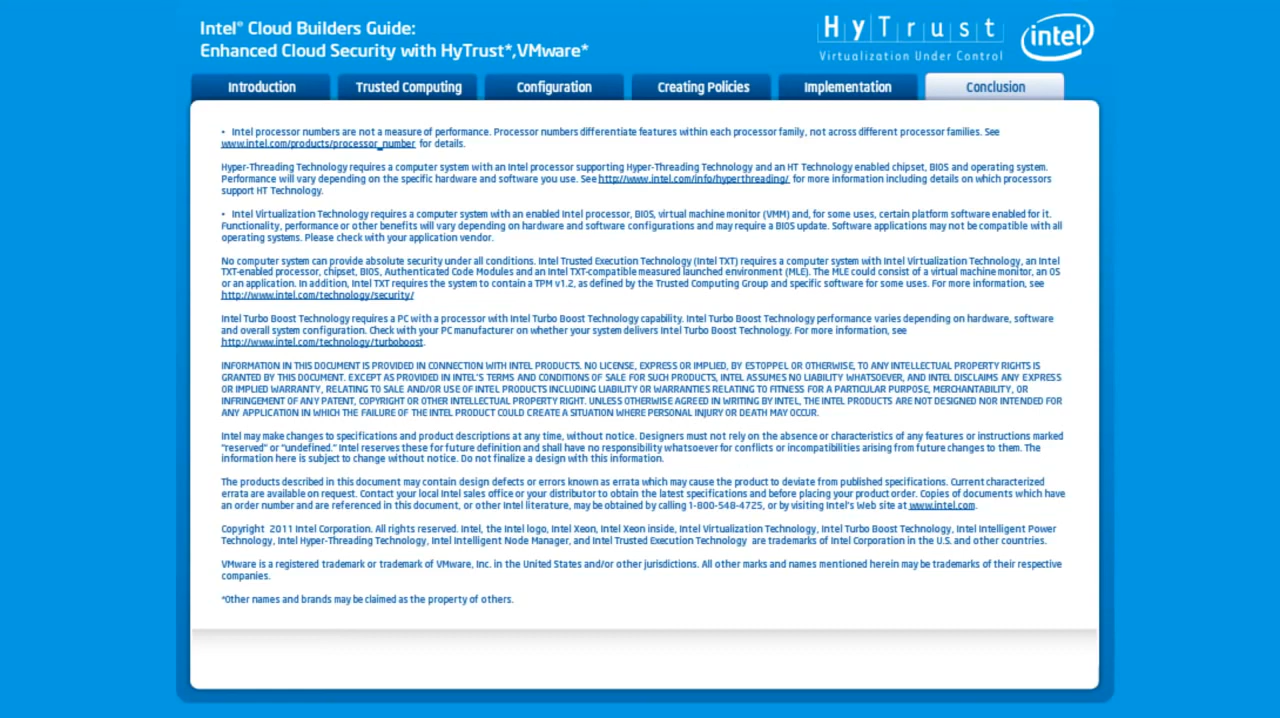 Intel® Cloud Builders Guide:
Enhanced Cloud Security with HyTrust*,VMware*
HyTrust
Virtualization Under Control
intel
Introduction
Trusted Computing
Configuration
Creating Policies
Implementation
Conclusion
• Intel processor numbers are not a measure of performance. Processor numbers differentiate features within each processor family, not across different processor families. See
www.intel.com/products/processor_number for details.
Hyper-Threading Technology requires a computer system with an Intel processor supporting Hyper-Threading Technology and an HT Technology enabled chipset, BIOS and operating system.
Performance will vary depending on the specific hardware and software you use. See http://www.intel.com/info/hyperthreading/ for more information including details on which processors
support HT Technology.
• Intel Virtualization Technology requires a computer system with an enabled Intel processor, BIOS, virtual machine monitor (VMM) and, for some uses, certain platform software enabled for it.
Functionality, performance or other benefits will vary depending on hardware and software configurations and may require a BIOS update. Software applications may not be compatible with all
operating systems. Please check with your application vendor.
No computer system can provide absolute security under all conditions. Intel Trusted Execution Technology (Intel TXT) requires a computer system with Intel Virtualization Technology, an Intel
TXT-enabled processor, chipset, BIOS, Authenticated Code Modules and an Intel TXT-compatible measured launched environment (MLE). The MLE could consist of a virtual machine monitor, an OS
or an application. In addition, Intel TXT requires the system to contain a TPM v1.2, as defined by the Trusted Computing Group and specific software for some uses. For more information, see
http://www.intel.com/technology/security/
Intel Turbo Boost Technology requires a PC with a processor with Intel Turbo Boost Technology capability. Intel Turbo Boost Technology performance varies depending on hardware, software
and overall system configuration. Check with your PC manufacturer on whether your system delivers Intel Turbo Boost Technology. For more information, see
http://www.intel.com/technology/turboboost.
INFORMATION IN THIS DOCUMENT IS PROVIDED IN CONNECTION WITH INTEL PRODUCTS. NO LICENSE, EXPRESS OR IMPLIED, BY ESTOPPEL OR OTHERWISE, TO ANY INTELLECTUAL PROPERTY RIGHTS IS
GRANTED BY THIS DOCUMENT. EXCEPT AS PROVIDED IN INTEL'S TERMS AND CONDITIONS OF SALE FOR SUCH PRODUCTS, INTEL ASSUMES NO LIABILITY WHATSOEVER, AND INTEL DISCLAIMS ANY EXPRESS
OR IMPLIED WARRANTY, RELATING TO SALE AND/OR USE OF INTEL PRODUCTS INCLUDING LIABILITY OR WARRANTIES RELATING TO FITNESS FOR A PARTICULAR PURPOSE, MERCHANTABILITY, OR
INFRINGEMENT OF ANY PATENT, COPYRIGHT OR OTHER INTELLECTUAL PROPERTY RIGHT. UNLESS OTHERWISE AGREED IN WRITING BY INTEL, THE INTEL PRODUCTS ARE NOT DESIGNED NOR INTENDED FOR
ANY APPLICATION IN WHICH THE FAILURE OF THE INTEL PRODUCT COULD CREATE A SITUATION WHERE PERSONAL INJURY OR DEATH MAY OCCUR.
Intel may make changes to specifications and product descriptions at any time, without notice. Designers must not rely on the absence or characteristics of any features or instructions marked
"reserved" or "undefined." Intel reserves these for future definition and shall have no responsibility whatsoever for conflicts or incompatibilities arising from future changes to them. The
information here is subject to change without notice. Do not finalize a design with this information.
The products described in this document may contain design defects or errors known as errata which may cause the product to deviate from published specifications. Current characterized
errata are available on request. Contact your local Intel sales office or your distributor to obtain the latest specifications and before placing your product order. Copies of documents which have
an order number and are referenced in this document, or other Intel literature, may be obtained by calling 1-800-548-4725, or by visiting Intel's Web site at www.intel.com.
Copyright 2011 Intel Corporation. All rights reserved. Intel, the Intel logo, Intel Xeon, Intel Xeon inside, Intel Virtualization Technology, Intel Turbo Boost Technology, Intel Intelligent Power
Technology, Intel Hyper-Threading Technology, Intel Intelligent Node Manager, and Intel Trusted Execution Technology are trademarks of Intel Corporation in the U.S. and other countries.
VMware is a registered trademark or trademark of VMware, Inc. in the United States and/or other jurisdictions. All other marks and names mentioned herein may be trademarks of their respective
companies.
*Other names and brands may be claimed as the property of others.